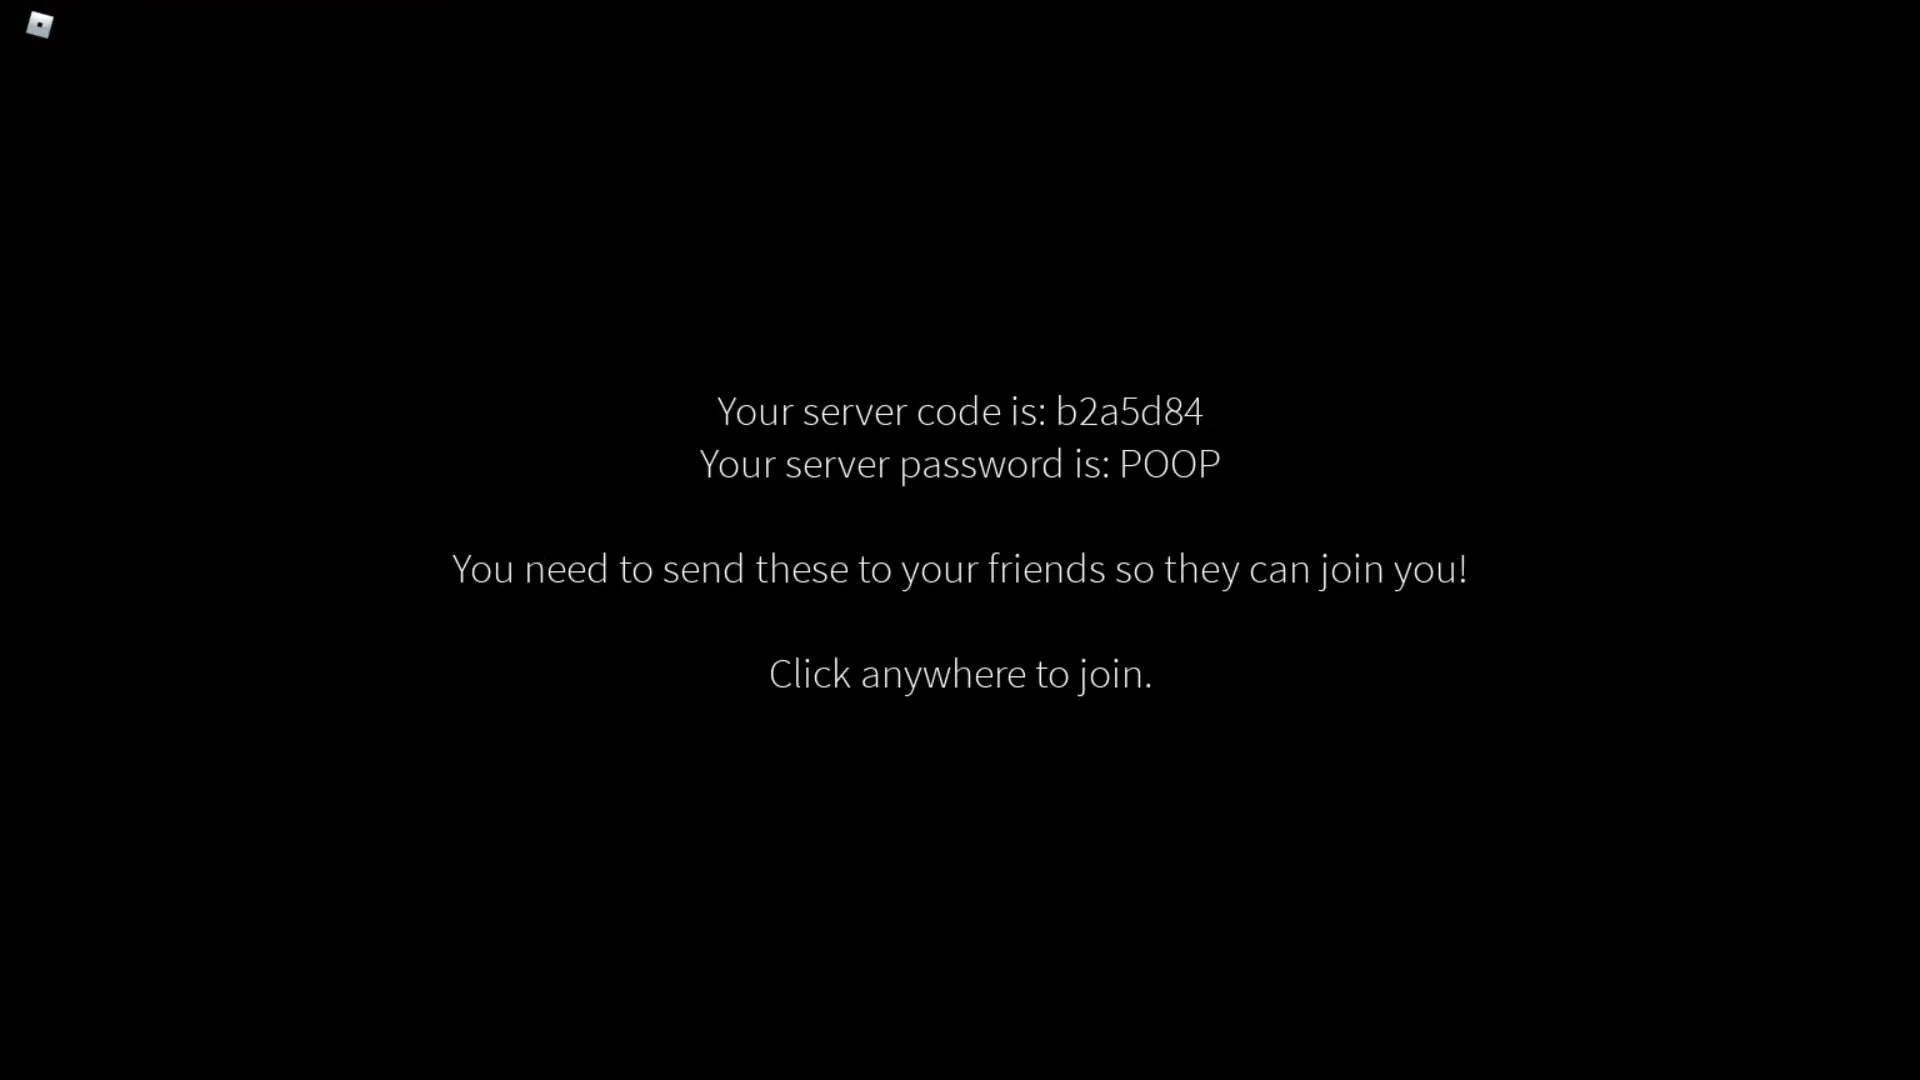 Your server code is: b2a5d84
Your server password is: POOP
You need to send these to your friends so they can join you!
Click anywhere to join.